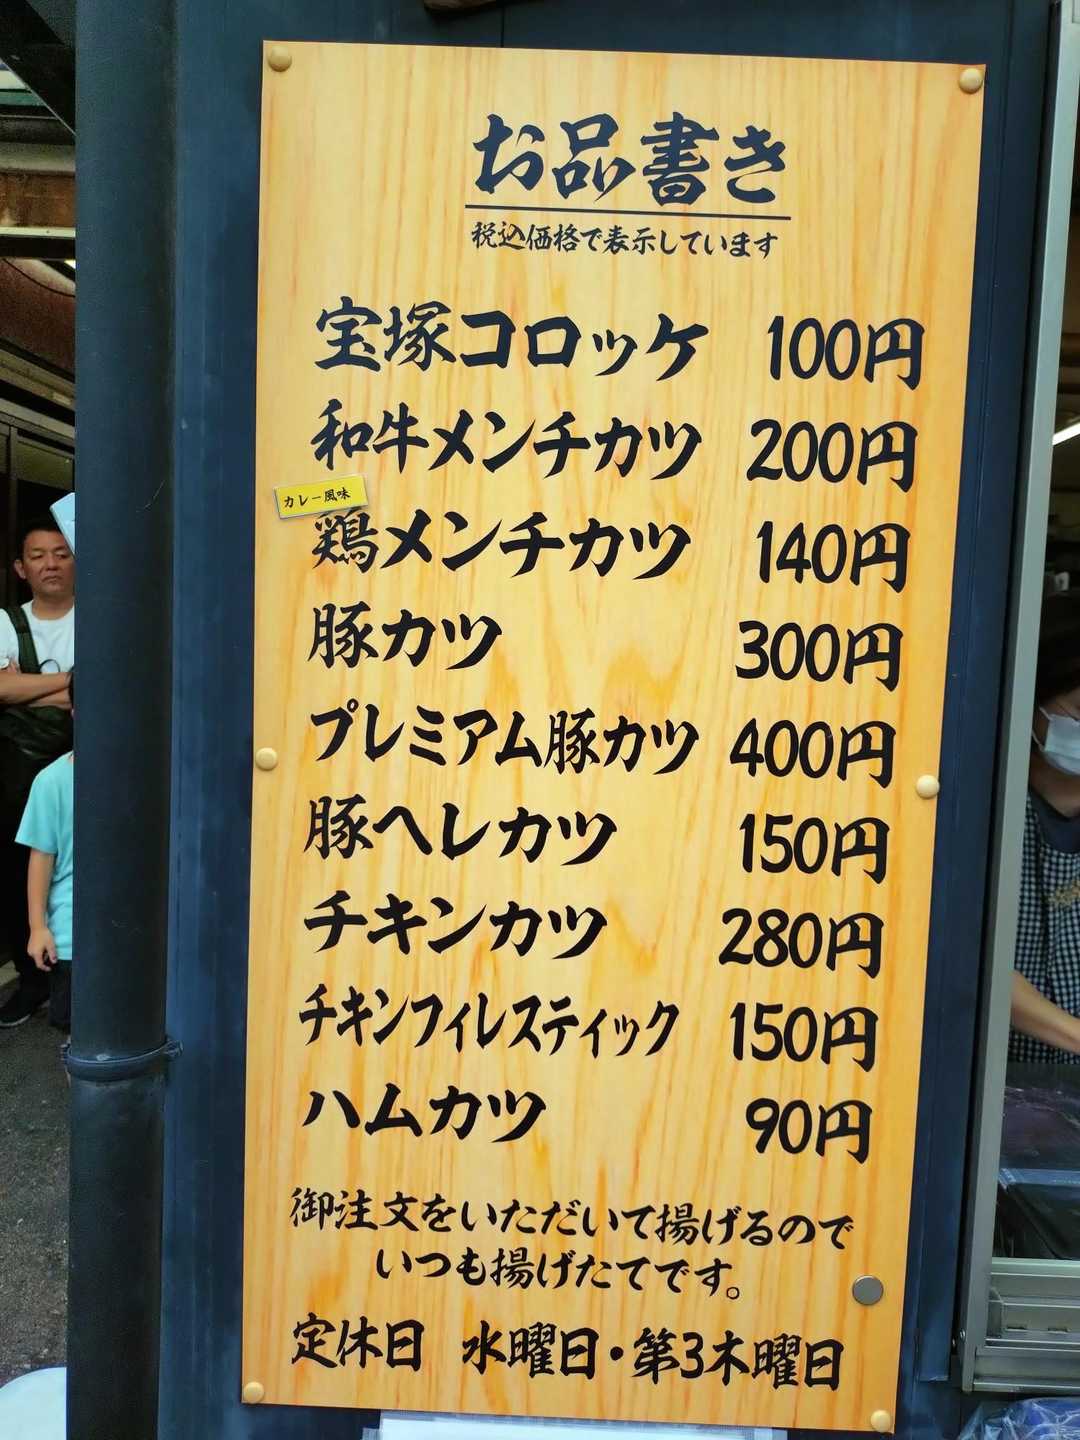 お品書き
税込価格で表示しています
宝塚コロッケ 100円
和牛メンチカツ 200円
カレー風味
鶏メンチカツ 140円
豚カツ 300円
プレミアム豚カツ 400円
豚ヘレカツ 150円
チキンカツ 280円
チキンフィレスティック 150円
ハムカツ 90円
御注文をいただいて揚げるので
いつも揚げたてです。
定休日 水曜日・第3木曜日